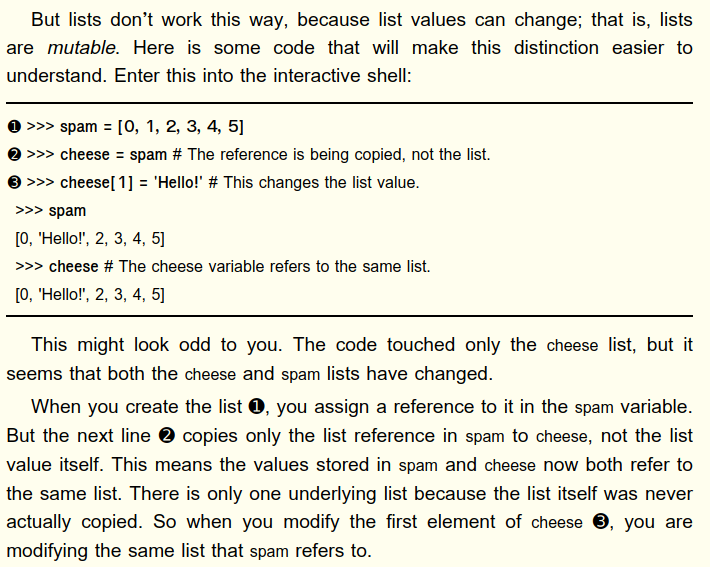 But lists don’t work this way, because list values can change; that is, lists
are mutable. Here is some code that will make this distinction easier to
understand. Enter this into the interactive shell:
❶ >>> spam = [0, 1, 2, 3, 4, 5]
❷ >>> cheese = spam # The reference is being copied, not the list.
❸ >>> cheese[1] = 'Hello!' # This changes the list value.
>>> spam
[0, 'Hello!', 2, 3, 4, 5]
>>> cheese # The cheese variable refers to the same list.
[0, 'Hello!', 2, 3, 4, 5]
This might look odd to you. The code touched only the cheese list, but it
seems that both the cheese and spam lists have changed.
When you create the list ❶, you assign a reference to it in the spam variable.
But the next line ❷ copies only the list reference in spam to cheese, not the list
value itself. This means the values stored in spam and cheese now both refer to
the same list. There is only one underlying list because the list itself was never
actually copied. So when you modify the first element of cheese ❸, you are
modifying the same list that spam refers to.